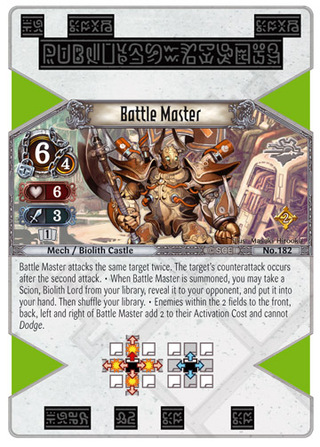 Battle Master
6
4
6
3
1
Mech / Biolith Castle
No.182
Battle Master attacks the same target twice. The target's counterattack occurs
after the second attack. • When Battle Master is summoned, you may take a
Scion, Biolith Lord from your library, reveal it to your opponent, and put it into
your hand. Then shuffle your library. • Enemies within the 2 fields to the front,
back, left and right of Battle Master add 2 to their Activation Cost and cannot
Dodge.